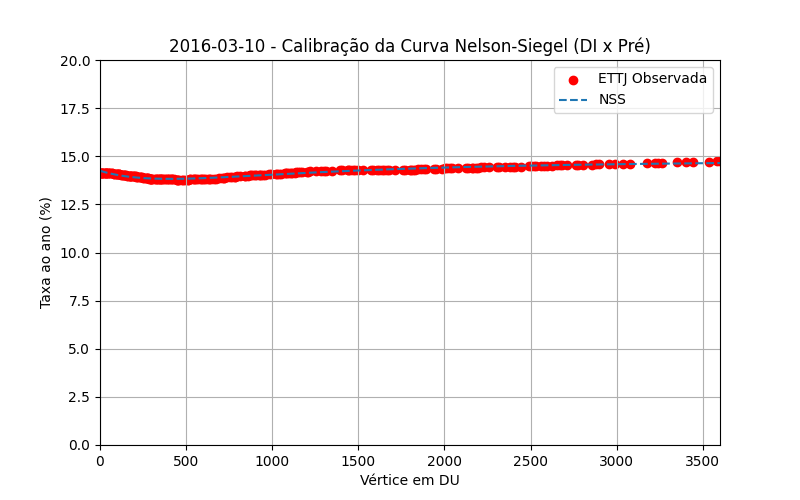 2016-03-10 - Calibração da Curva Nelson-Siegel (DI x Pré)
ETTJ Observada
NSS
Taxa ao ano (%)
20.0
17.5
15.0
12.5
10.0
7.5
5.0
2.5
0.0
0 500 1000 1500 2000 2500 3000 3500
Vértice em DU